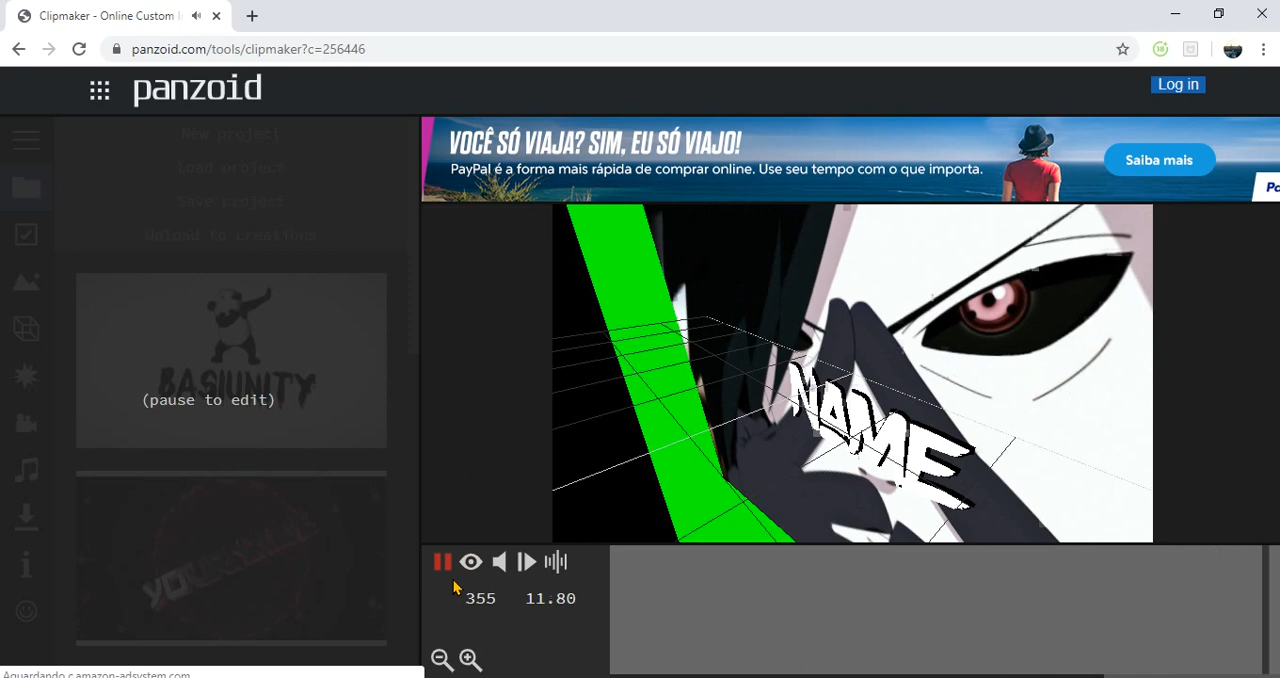 Clipmaker - Online Custom I
panzoid.com/tools/clipmaker?c=256446
18
panzoid
Log in
New project
Load project
Save project
Upload to creations
VOCÊ SÓ VIAJA? SIM, EU SÓ VIAJO!
PayPal é a forma mais rápida de comprar online. Use seu tempo com o que importa.
Saiba mais
BASIUNITY
(pause to edit)
NAME
355 11.80
Aguardando c.amazon-adsystem.com